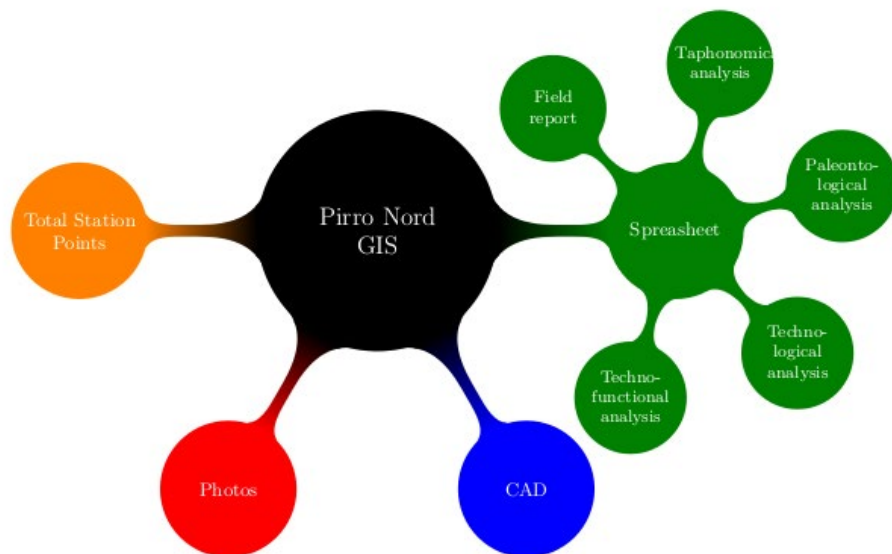 Taphonomic
analysis
Field
report
Paleonto-
logical
analysis
Total Station
Points
Pirro Nord
GIS
Spreasheet
Techno-
logical
analysis
Techno-
functional
analysis
Photos
CAD